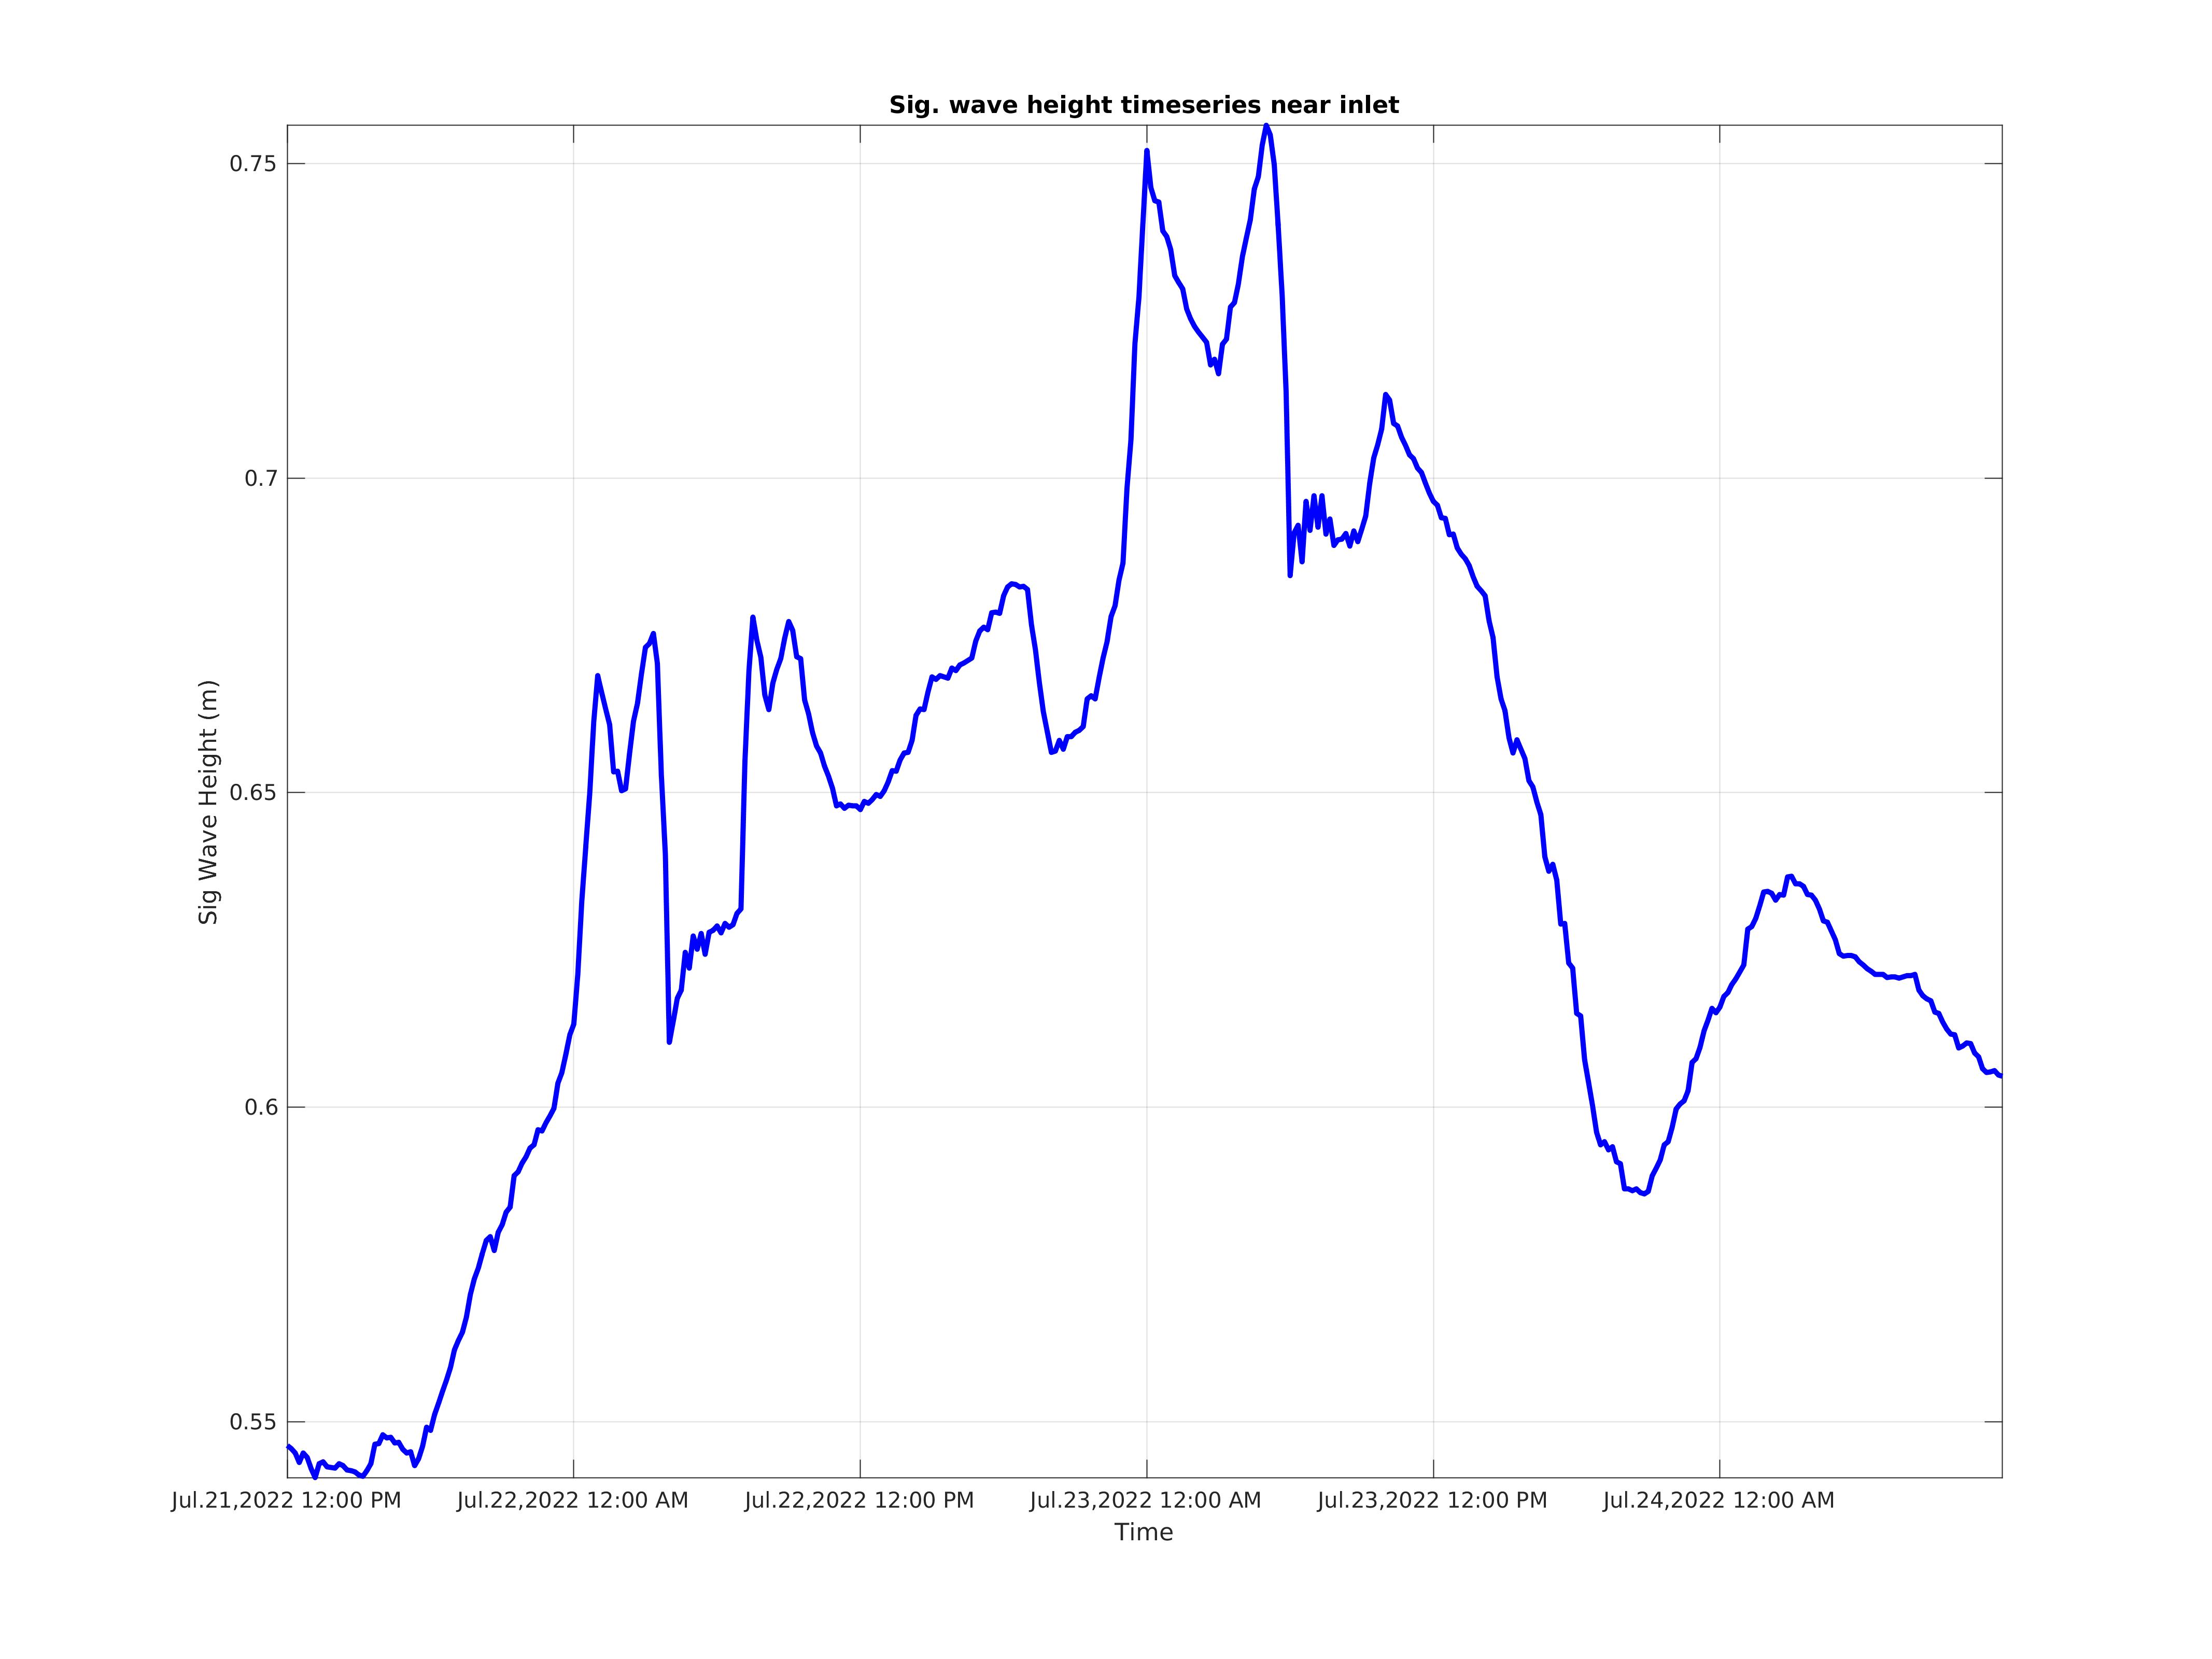 Sig. wave height timeseries near inlet
0.75
0.7
0.65
0.6
0.55
Sig Wave Height (m)
Jul.21,2022 12:00 PM Jul.22,2022 12:00 AM Jul.22,2022 12:00 PM Jul.23,2022 12:00 AM Jul.23,2022 12:00 PM Jul.24,2022 12:00 AM
Time